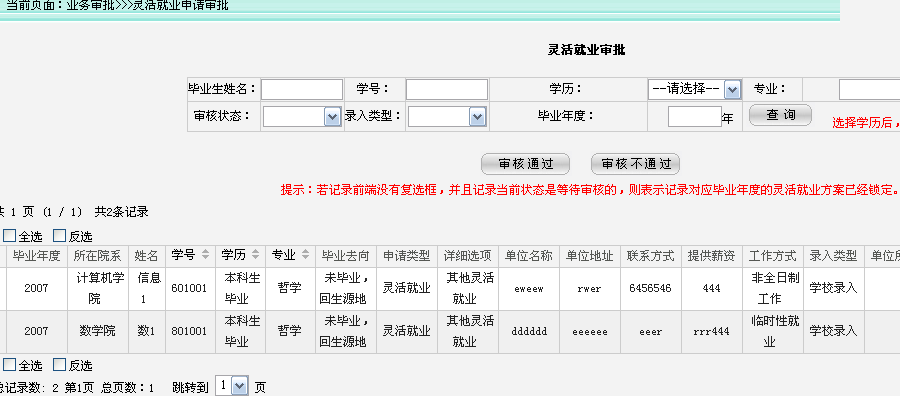 当前页面：业务审批>>>灵活就业申请审批
灵活就业审批
毕业生姓名： 学号： 学历： --请选择-- 专业：
审核状态： 录入类型： 毕业年度： 年 查 询 选择学历后，
审核通过 审核不通过
提示：若记录前端没有复选框，并且记录当前状态是等待审核的，则表示记录对应毕业年度的灵活就业方案已经锁定。
共 1 页 (1 / 1) 共2条记录
全选 反选
毕业年度 所在院系 姓名 学号 学历 专业 毕业去向 申请类型 详细选项 单位名称 单位地址 联系方式 提供薪资 工作方式 录入类型 单位所
2007 计算机学院 信息1 601001 本科生毕业 哲学 未毕业，回生源地 灵活就业 其他灵活就业 eweew rwer 6456546 444 非全日制工作 学校录入
2007 数学院 数1 801001 本科生毕业 哲学 未毕业，回生源地 灵活就业 其他灵活就业 dddddd eeeeee eeer rrr444 临时性就业 学校录入
全选 反选
总记录数: 2 第1页 总页数：1 跳转到 1 页